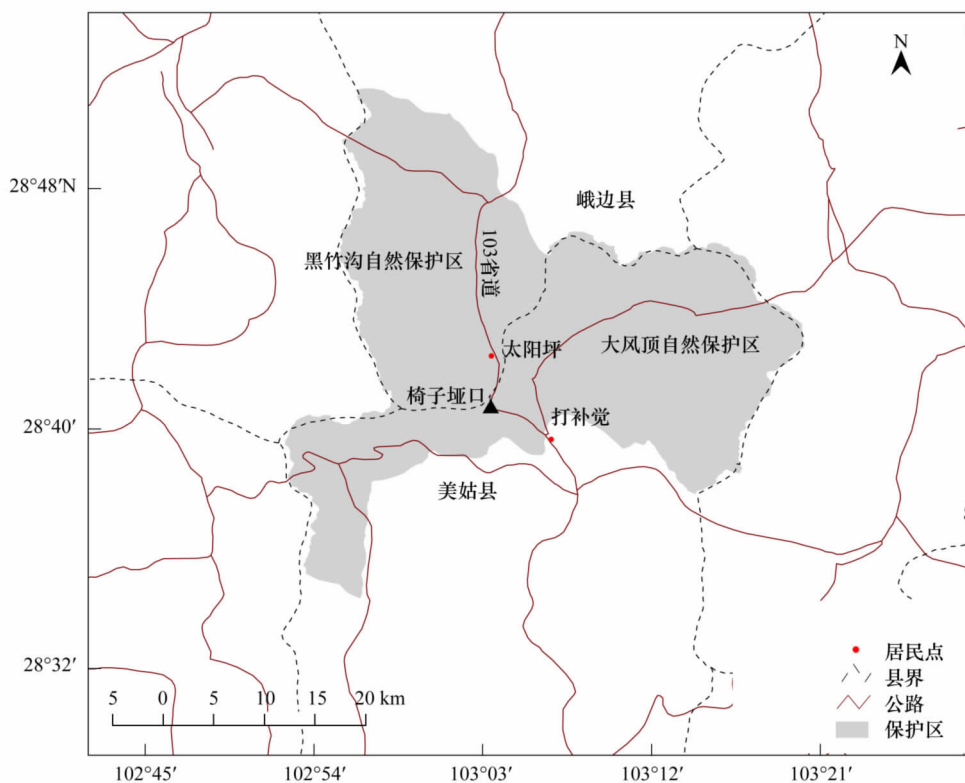 N
28°48′N
峨边县
黑竹沟自然保护区
103省道
太阳坪
大风顶自然保护区
椅子垭口
打补觉
28°40′
美姑县
28°32′
居民点
县界
公路
保护区
5 0 5 10 15 20 km
102°45′ 102°54′ 103°03′ 103°12′ 103°21′